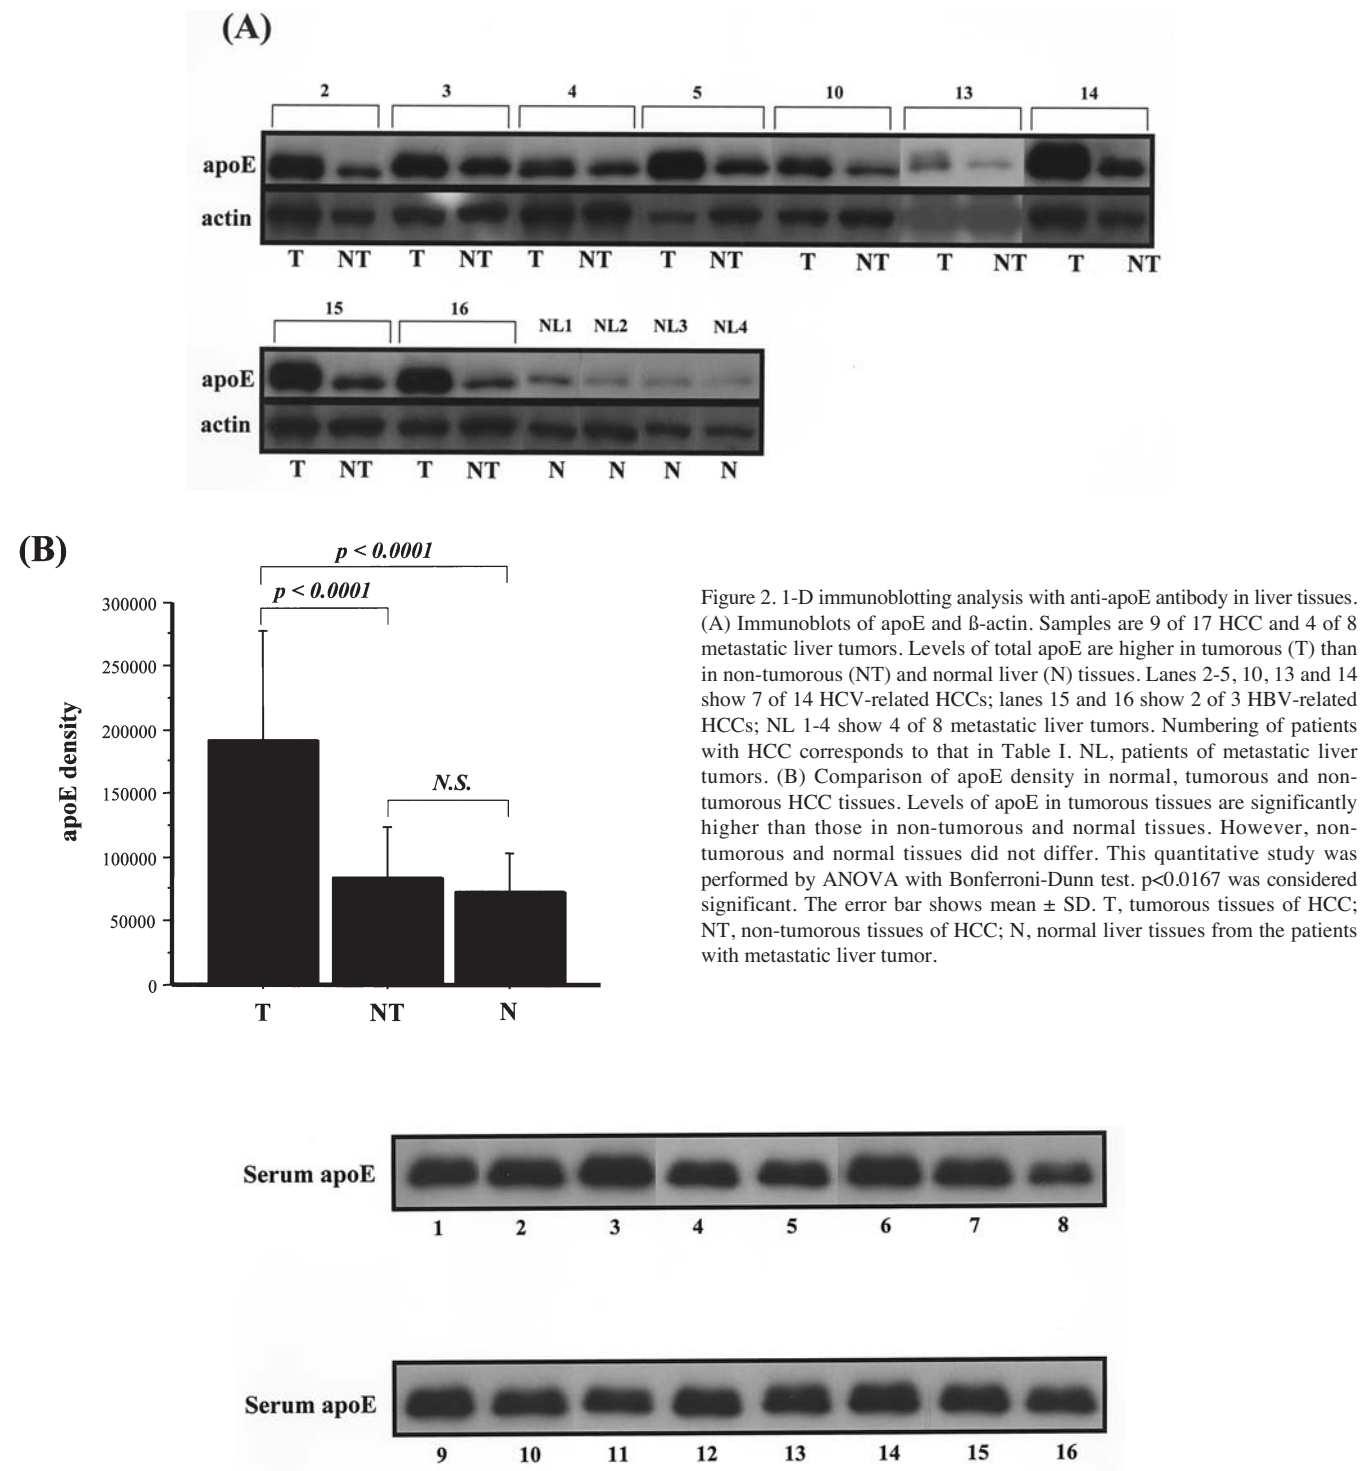 (A)
2 3 4 5 10 13 14
apoE
actin
T NT T NT T NT T NT T NT T NT T NT
15 16 NL1 NL2 NL3 NL4
apoE
actin
T NT T NT N N N N
(B)
p < 0.0001
p < 0.0001
N.S.
apoE density
300000
250000
200000
150000
100000
50000
0
T NT N
Figure 2. 1-D immunoblotting analysis with anti-apoE antibody in liver tissues.
(A) Immunoblots of apoE and ß-actin. Samples are 9 of 17 HCC and 4 of 8
metastatic liver tumors. Levels of total apoE are higher in tumorous (T) than
in non-tumorous (NT) and normal liver (N) tissues. Lanes 2-5, 10, 13 and 14
show 7 of 14 HCV-related HCCs; lanes 15 and 16 show 2 of 3 HBV-related
HCCs; NL 1-4 show 4 of 8 metastatic liver tumors. Numbering of patients
with HCC corresponds to that in Table I. NL, patients of metastatic liver
tumors. (B) Comparison of apoE density in normal, tumorous and non-
tumorous HCC tissues. Levels of apoE in tumorous tissues are significantly
higher than those in non-tumorous and normal tissues. However, non-
tumorous and normal tissues did not differ. This quantitative study was
performed by ANOVA with Bonferroni-Dunn test. p<0.0167 was considered
significant. The error bar shows mean ± SD. T, tumorous tissues of HCC;
NT, non-tumorous tissues of HCC; N, normal liver tissues from the patients
with metastatic liver tumor.
Serum apoE
1 2 3 4 5 6 7 8
Serum apoE
9 10 11 12 13 14 15 16